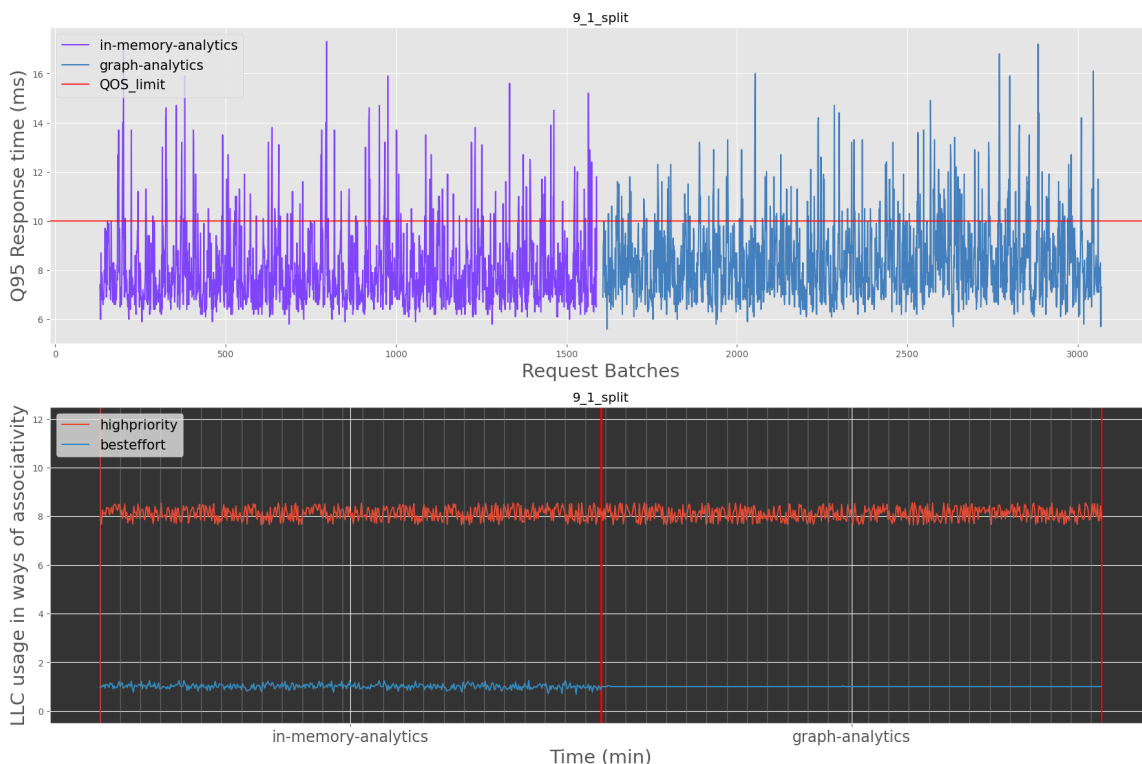 9_1_split
in-memory-analytics
graph-analytics
QOS_limit
Q95 Response time (ms)
16
14
12
10
8
6
0
500
1000
1500
2000
2500
3000
Request Batches
9_1_split
highpriority
besteffort
LLC usage in ways of associativity
12
10
8
6
4
2
0
in-memory-analytics
graph-analytics
Time (min)